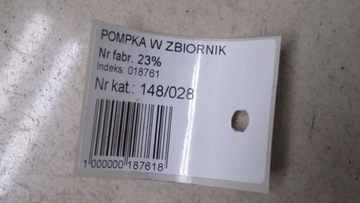 POMPKA W ZBIORNIK
Nr fabr. 23%
Indeks: 018761
Nr kat.: 148/028
1 000000 187618